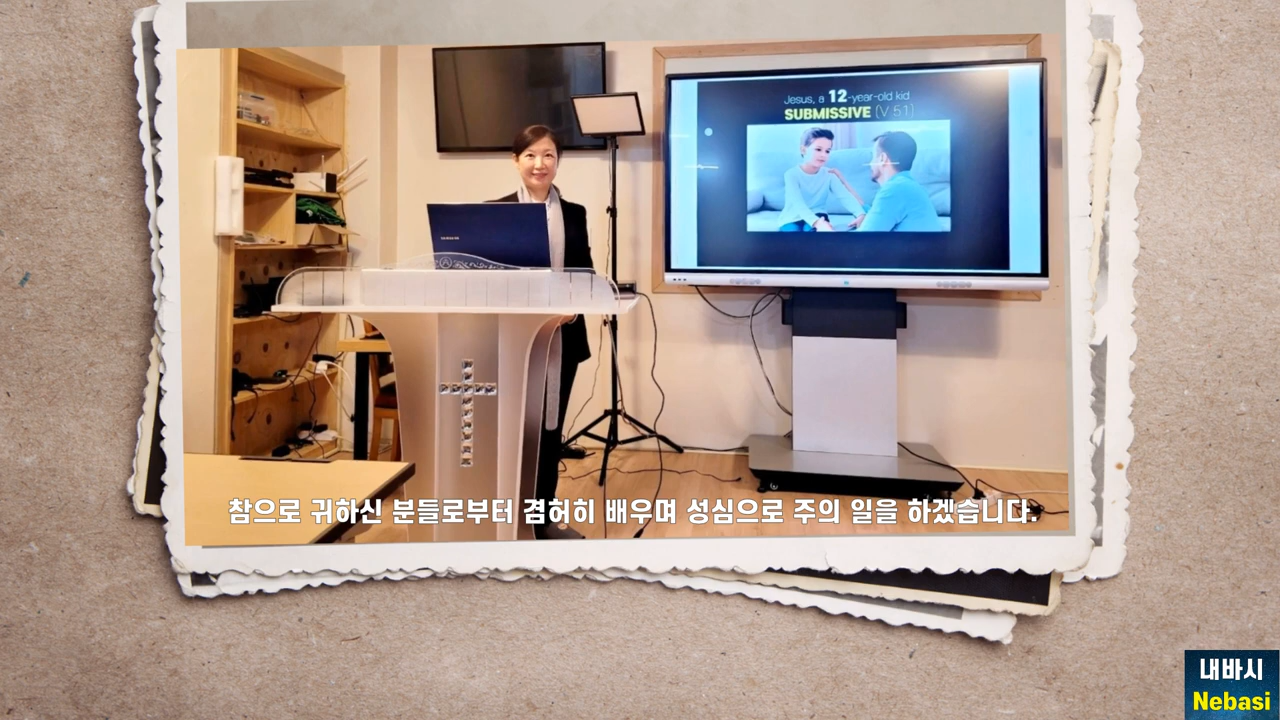 Jesus, a 12-year-old kid
SUBMISSIVE (V 51)
참으로 귀하신 분들로부터 겸허히 배우며 성심으로 주의 일을 하겠습니다.
내바시
Nebasi